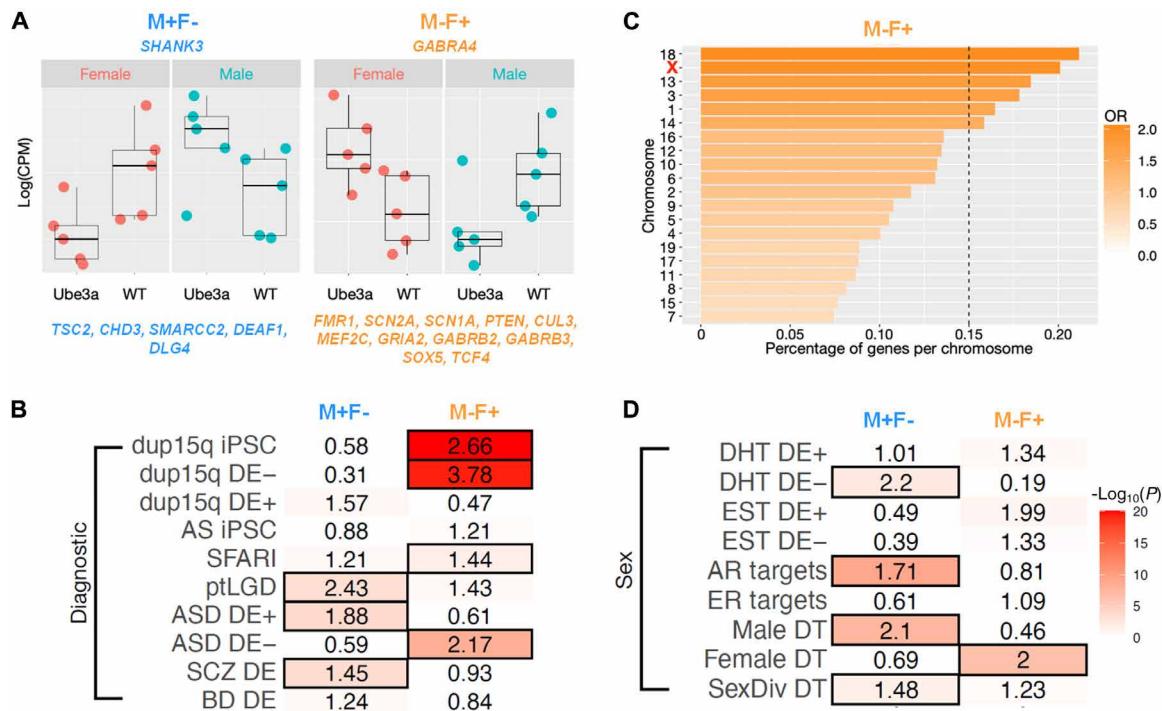 A
M+F-
SHANK3
M-F+
GABRA4
Female
Male
Female
Male
Log(CPM)
Ube3a
WT
Ube3a
WT
Ube3a
WT
Ube3a
WT
TSC2, CHD3, SMARCC2, DEAF1,
DLG4
FMR1, SCN2A, SCN1A, PTEN, CUL3,
MEF2C, GRIA2, GABRB2, GABRB3,
SOX5, TCF4
C
M-F+
Chromosome
18
X
13
3
1
14
16
12
10
6
2
9
5
4
19
17
11
8
15
7
0
0.05
0.10
0.15
0.20
Percentage of genes per chromosome
OR
2.0
1.5
1.0
0.5
0.0
B
M+F-
M-F+
Diagnostic
dup15q iPSC 0.58 2.66
dup15q DE− 0.31 3.78
dup15q DE+ 1.57 0.47
AS iPSC 0.88 1.21
SFARI 1.21 1.44
ptLGD 2.43 1.43
ASD DE+ 1.88 0.61
ASD DE− 0.59 2.17
SCZ DE 1.45 0.93
BD DE 1.24 0.84
D
M+F-
M-F+
Sex
DHT DE+ 1.01 1.34
DHT DE− 2.2 0.19
EST DE+ 0.49 1.99
EST DE− 0.39 1.33
AR targets 1.71 0.81
ER targets 0.61 1.09
Male DT 2.1 0.46
Female DT 0.69 2
SexDiv DT 1.48 1.23
-Log10(P)
20
15
10
5
0